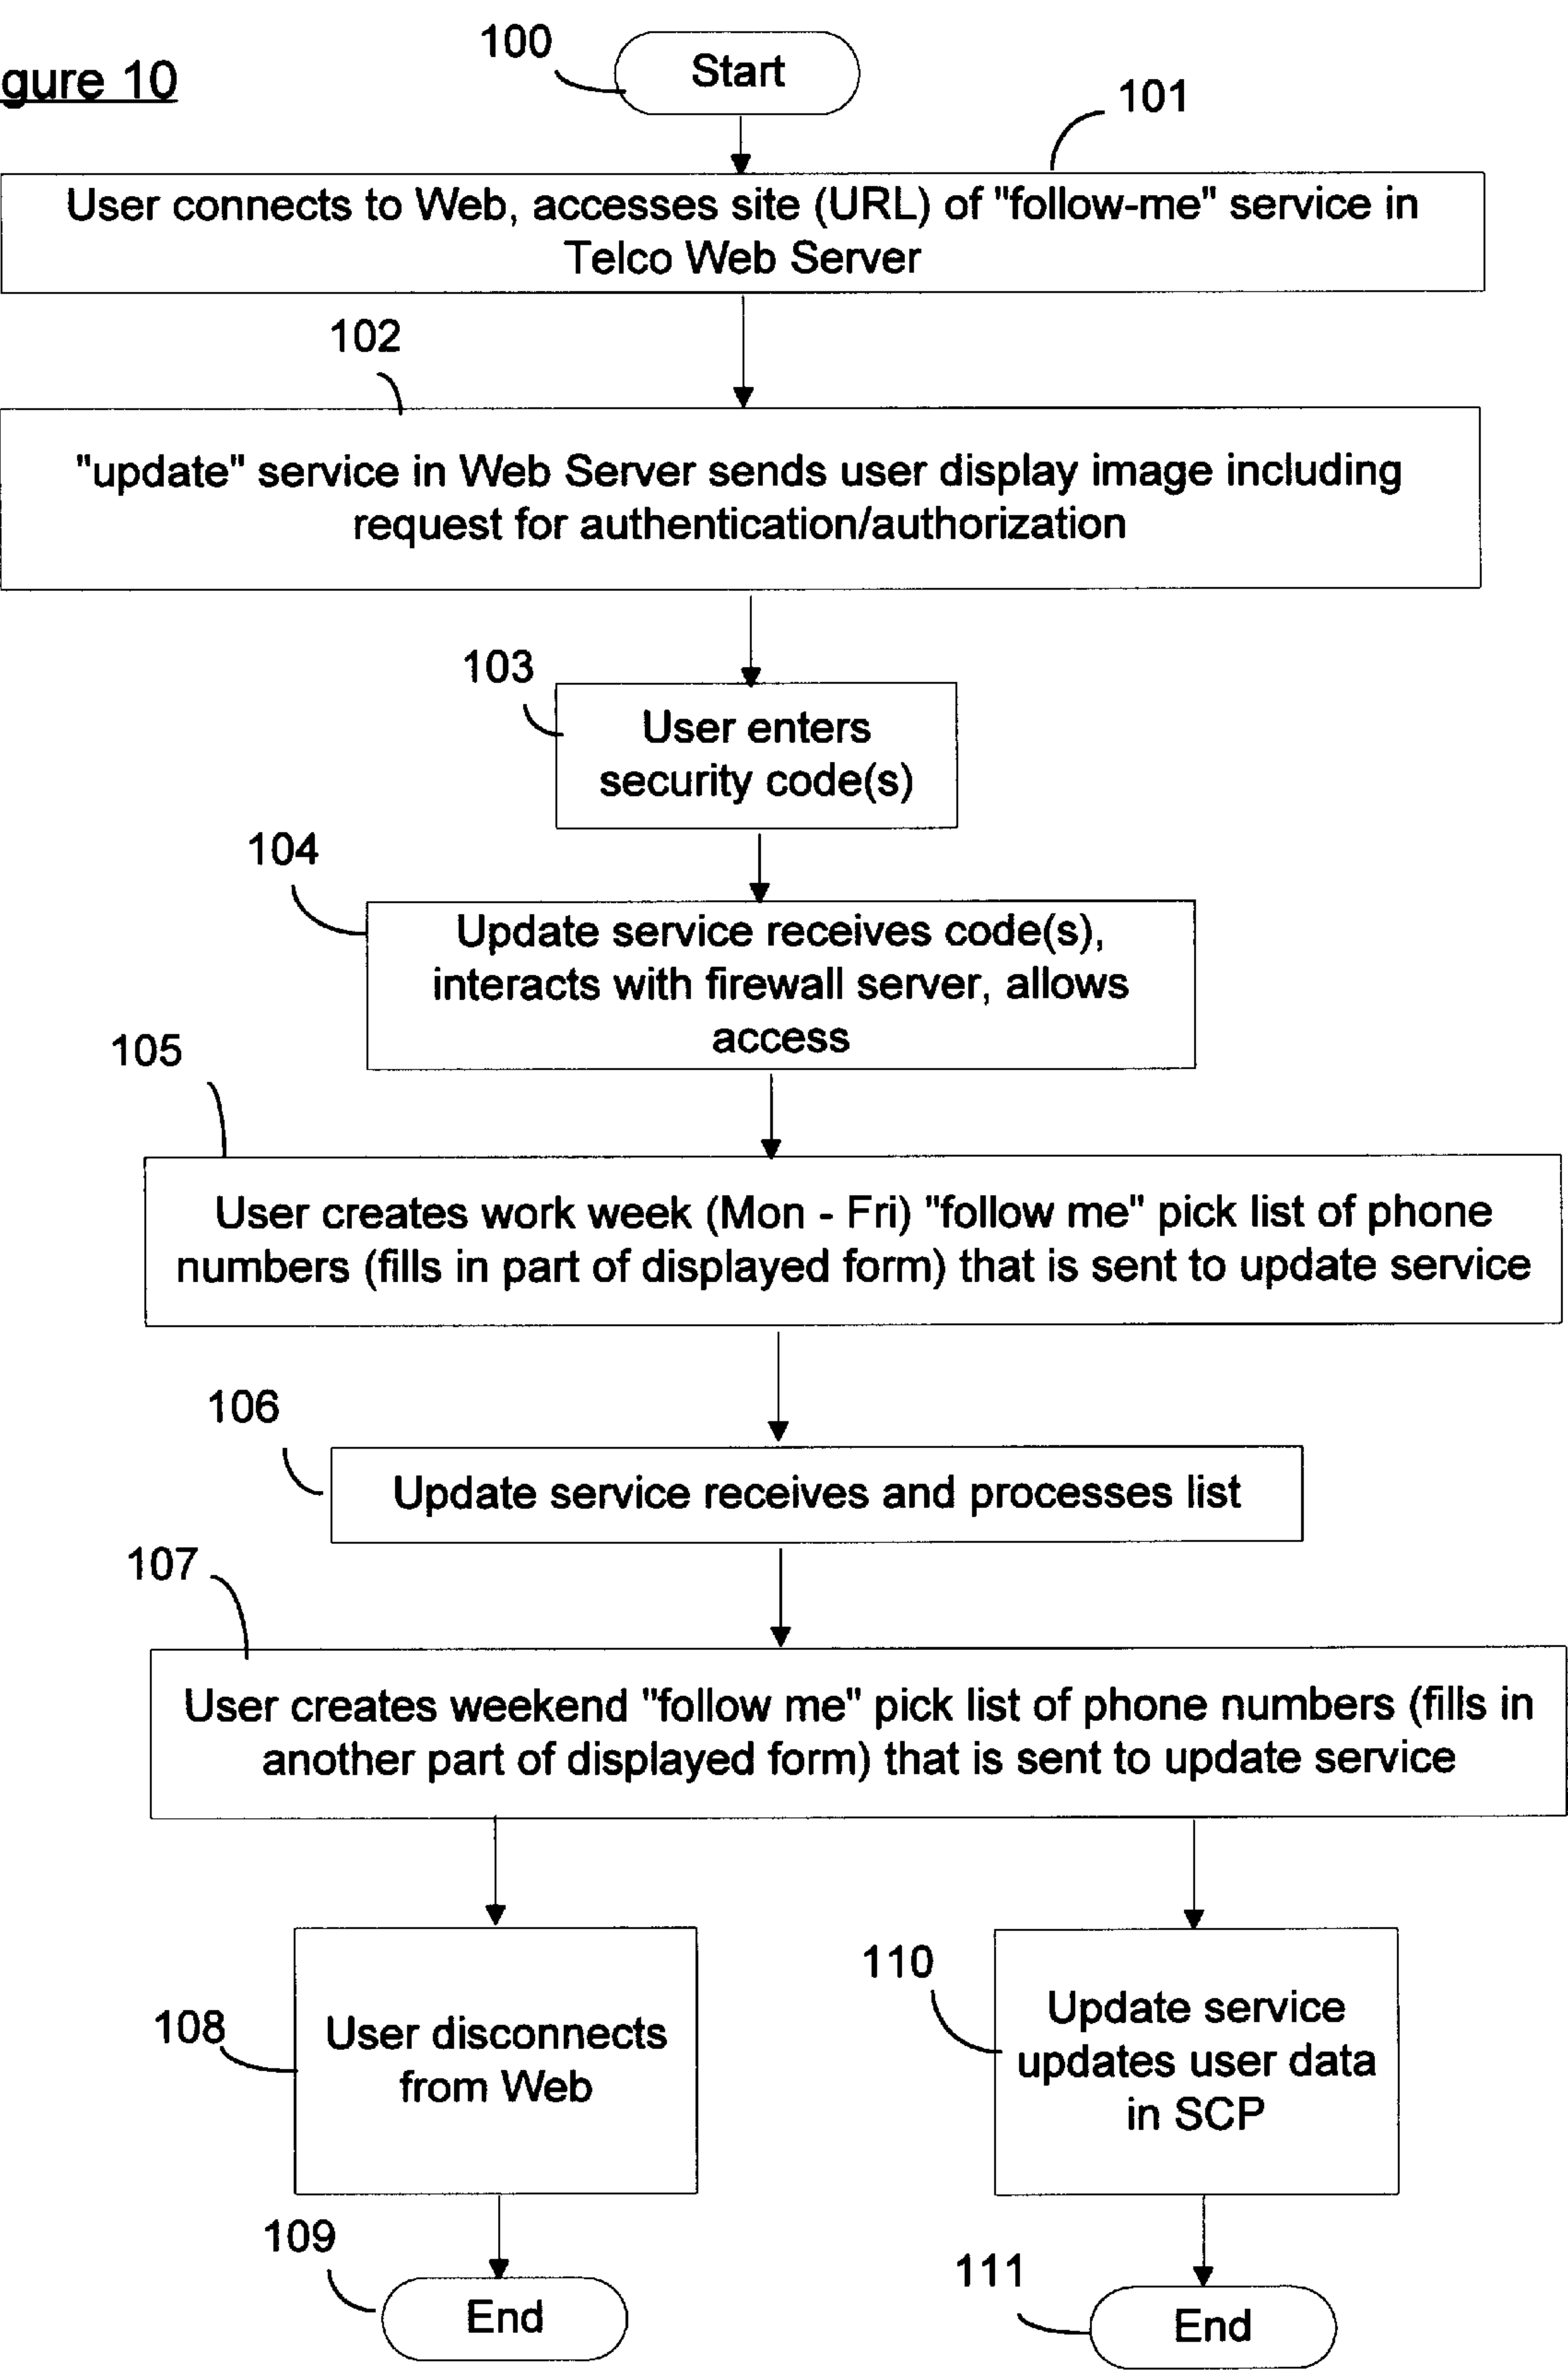 gure 10
100
Start
101
User connects to Web, accesses site (URL) of "follow-me" service in
Telco Web Server
102
"update" service in Web Server sends user display image including
request for authentication/authorization
103
User enters
security code(s)
104
Update service receives code(s),
interacts with firewall server, allows
access
105
User creates work week (Mon - Fri) "follow me" pick list of phone
numbers (fills in part of displayed form) that is sent to update service
106
Update service receives and processes list
107
User creates weekend "follow me" pick list of phone numbers (fills in
another part of displayed form) that is sent to update service
108
User disconnects
from Web
110
Update service
updates user data
in SCP
109
End
111
End